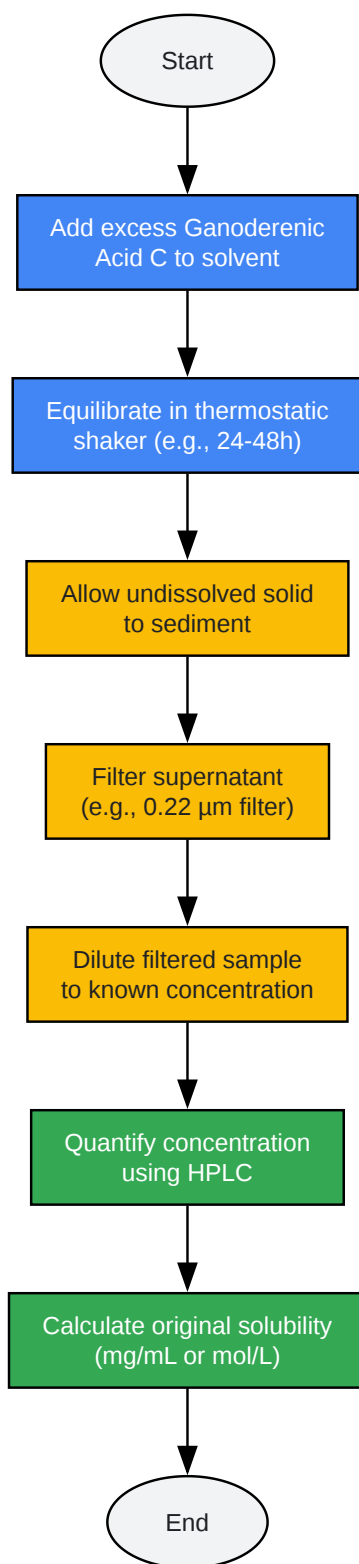 Start
Add excess Ganoderenic
Acid C to solvent
Equilibrate in thermostatic
shaker (e.g., 24-48h)
Allow undissolved solid
to sediment
Filter supernatant
(e.g., 0.22 µm filter)
Dilute filtered sample
to known concentration
Quantify concentration
using HPLC
Calculate original solubility
(mg/mL or mol/L)
End